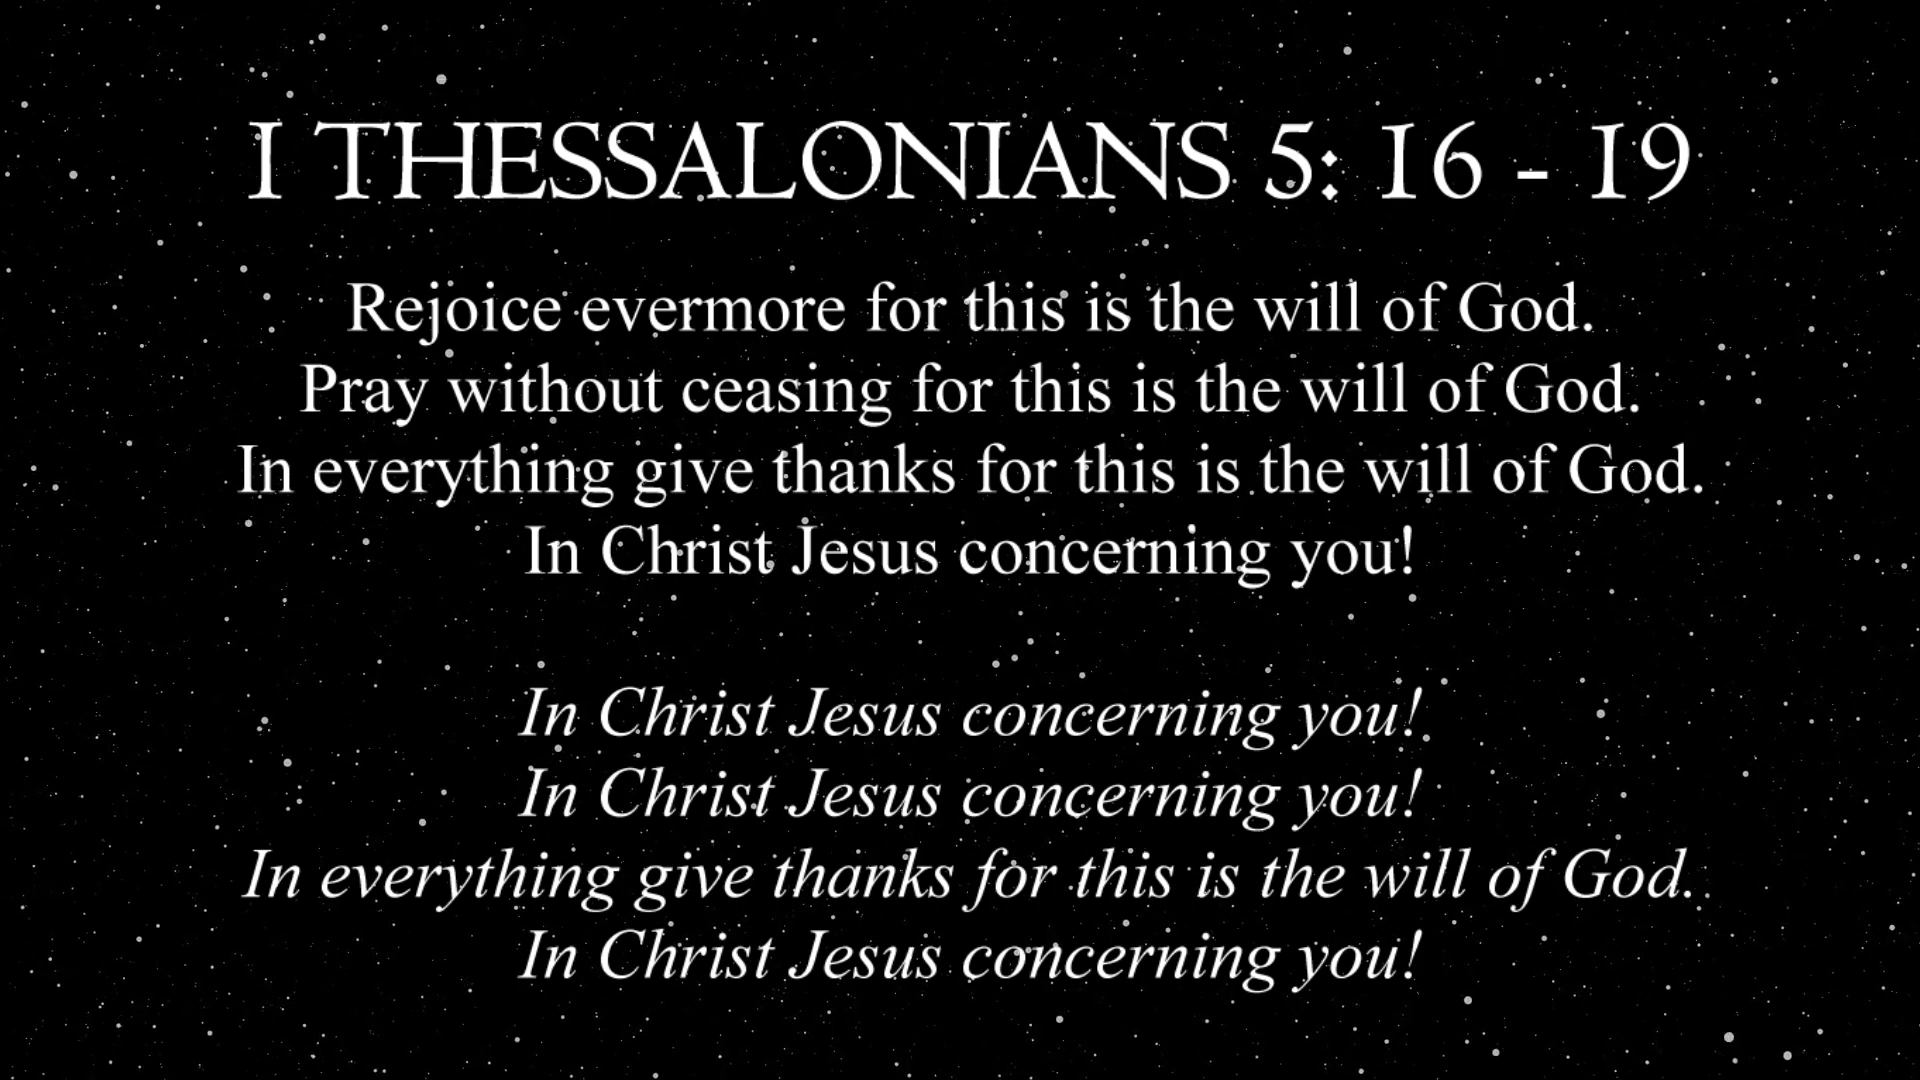 I THESSALONIANS 5: 16 - 19
Rejoice evermore for this is the will of God.
Pray without ceasing for this is the will of God.
In everything give thanks for this is the will of God.
In Christ Jesus concerning you!
In Christ Jesus concerning you!
In Christ Jesus concerning you!
In everything give thanks for this is the will of God.
In Christ Jesus concerning you!